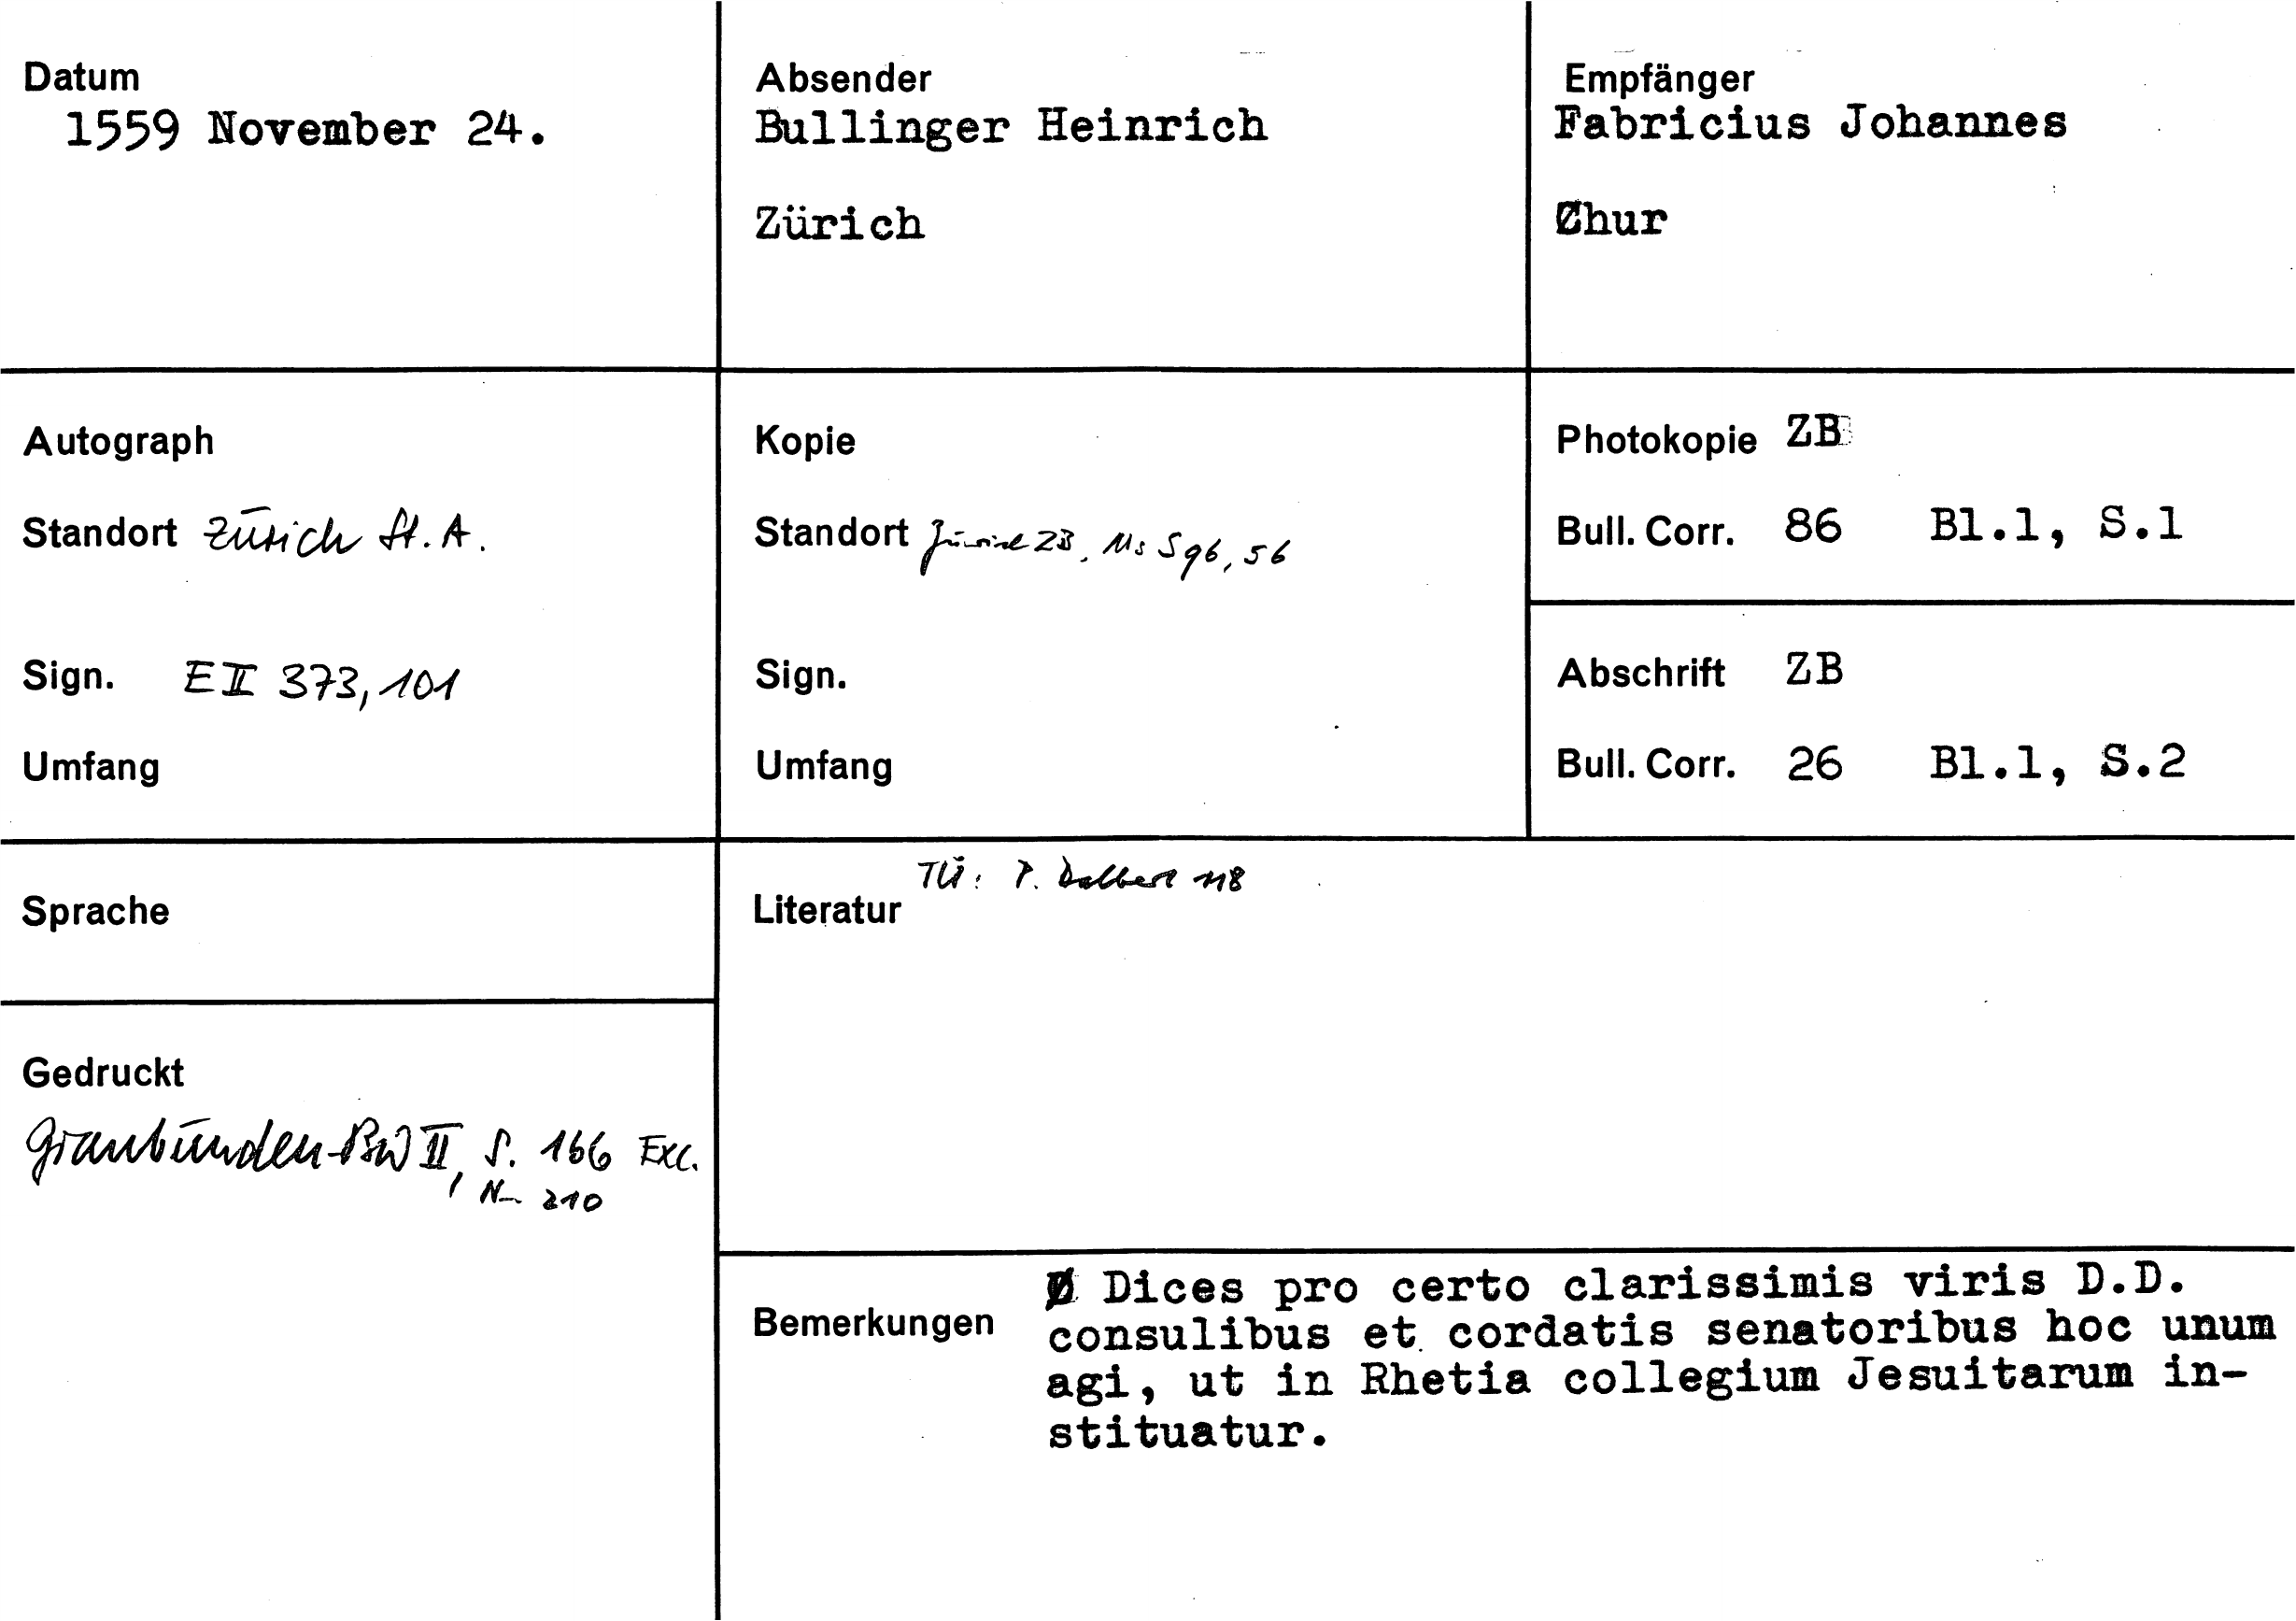 Datum
1559 November 24.
Absender
Bullinger Heinrich
Zürich
Empfänger
Fabricius Johannes
Chur
Autograph
Standort Zürich St.A.
Sign. E II 373, 101
Umfang
Kopie
Standort Zürich ZB, Ms S 96, 56
Sign.
Umfang
Photokopie ZB
Bull. Corr. 86 Bl.1, S.1
Abschrift ZB
Bull. Corr. 26 Bl.1, S.2
Sprache
Gedruckt
Graubünden-BW II, S. 166 Exc.
Nr 210
TÜ: P. Dalbert 118
Literatur
Bemerkungen
Dices pro certo clarissimis viris D.D.
consulibus et cordatis senatoribus hoc unum
agi, ut in Rhetia collegium Jesuitarum in-
stituatur.